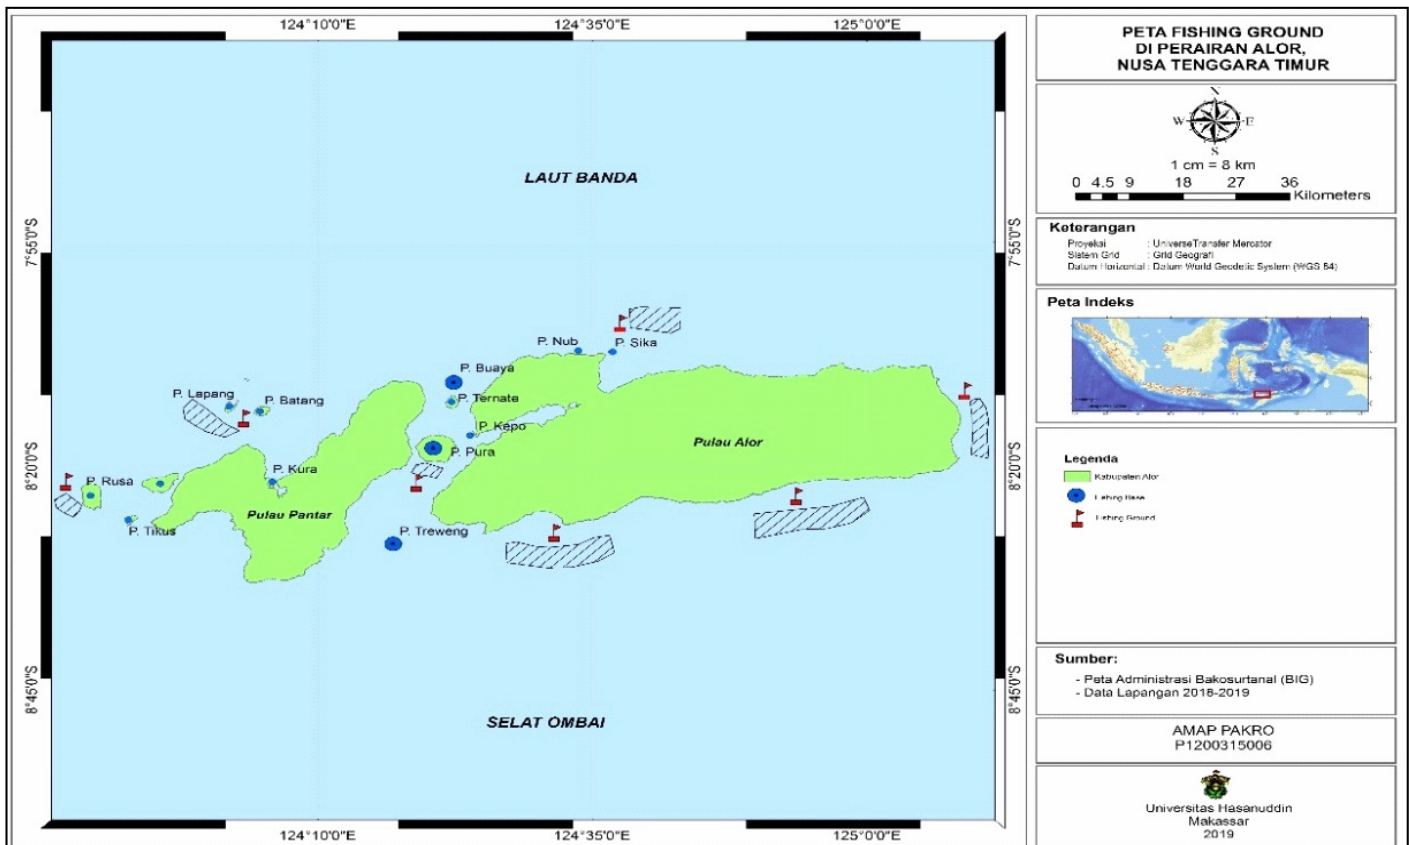 124°10'0"E
124°35'0"E
125°0'0"E
7°55'0"S
7°55'0"S
8°20'0"S
8°20'0"S
8°45'0"S
8°45'0"S
LAUT BANDA
P. Nub
P. Sika
P. Buaya
P. Lapang
P. Batang
P. Ternate
P. Kepo
P. Pura
Pulau Alor
P. Rusa
P. Kura
Pulau Pantar
P. Tikus
P. Treweng
SELAT OMBAI
124°10'0"E
124°35'0"E
125°0'0"E
PETA FISHING GROUND
DI PERAIRAN ALOR,
NUSA TENGGARA TIMUR
N
W E
S
1 cm = 8 km
0 4.5 9 18 27 36
Kilometers
Keterangan
Proyeksi : UniverseTransfer Mercator
Sistem Grid : Grid Geografi
Datum Horizontal : Datum World Geodetic System (WGS 84)
Peta Indeks
Legenda
Kabupaten Alor
Fishing Base
Fishing Ground
Sumber:
- Peta Administrasi Bakosurtanal (BIG)
- Data Lapangan 2018-2019
AMAP PAKRO
P1200315006
Universitas Hasanuddin
Makassar
2019